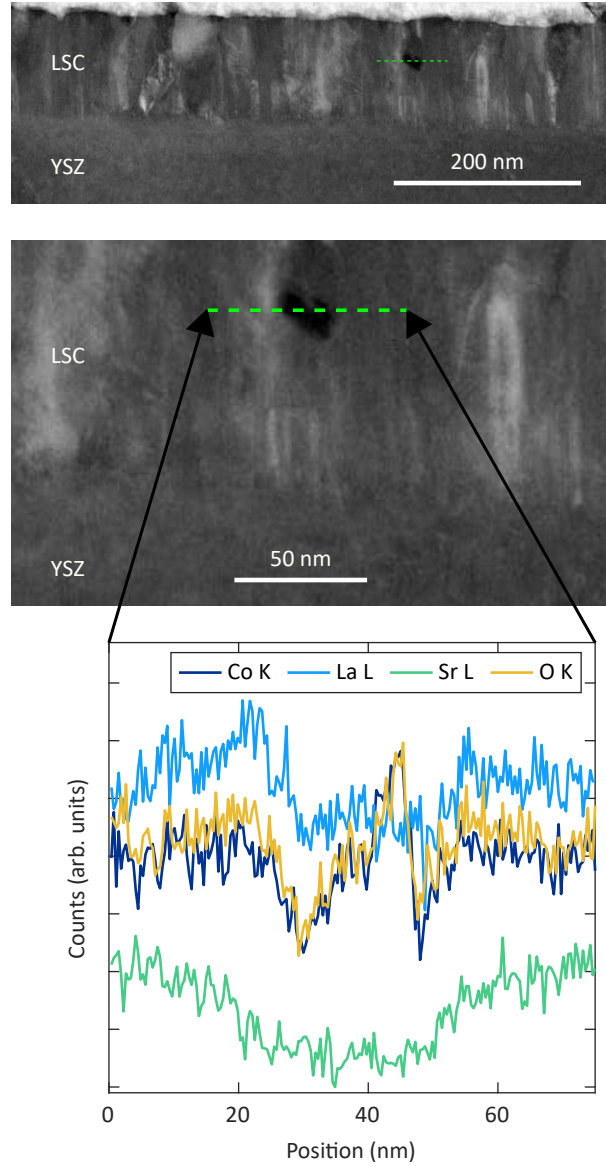 LSC
200 nm
YSZ
LSC
50 nm
YSZ
Co K La L Sr L O K
Counts (arb. units)
0 20 40 60
Position (nm)